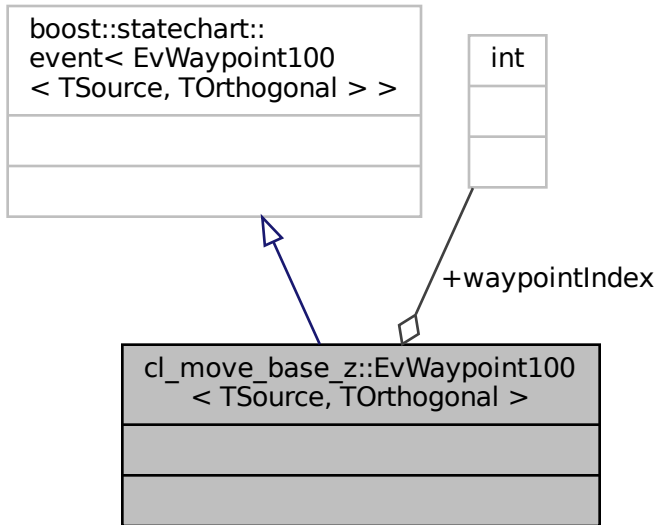 boost::statechart::
event< EvWaypoint100
< TSource, TOrthogonal > >
int
+waypointIndex
cl_move_base_z::EvWaypoint100
< TSource, TOrthogonal >